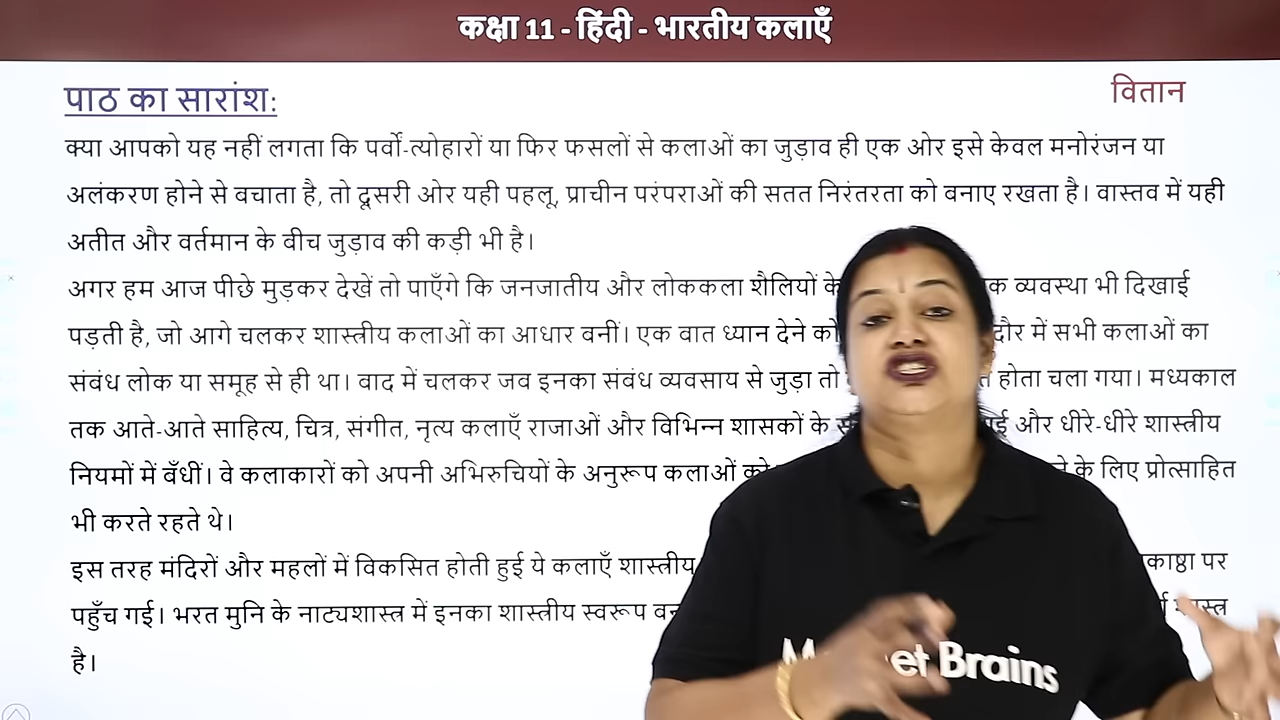 कक्षा 11 - हिंदी - भारतीय कलाएँ
पाठ का सारांश:
वितान
क्या आपको यह नहीं लगता कि पर्वों-त्योहारों या फिर फसलों से कलाओं का जुड़ाव ही एक ओर इसे केवल मनोरंजन या
अलंकरण होने से बचाता है, तो दूसरी ओर यही पहलू, प्राचीन परंपराओं की सतत निरंतरता को बनाए रखता है। वास्तव में यही
अतीत और वर्तमान के बीच जुड़ाव की कड़ी भी है।
अगर हम आज पीछे मुड़कर देखें तो पाएँगे कि जनजातीय और लोककला शैलियों के व्यवस्था भी दिखाई
पड़ती है, जो आगे चलकर शास्त्रीय कलाओं का आधार बनीं। एक बात ध्यान देने की दौर में सभी कलाओं का
संबंध लोक या समूह से ही था। बाद में चलकर जब इनका संबंध व्यवसाय से जुड़ा तो होता चला गया। मध्यकाल
तक आते-आते साहित्य, चित्र, संगीत, नृत्य कलाएँ राजाओं और विभिन्न शासकों के और धीरे-धीरे शास्त्रीय
नियमों में बँधीं। वे कलाकारों को अपनी अभिरुचियों के अनुरूप कलाओं को के लिए प्रोत्साहित
भी करते रहते थे।
इस तरह मंदिरों और महलों में विकसित होती हुई ये कलाएँ शास्त्रीय पर
पहुँच गई। भरत मुनि के नाट्यशास्त्र में इनका शास्त्रीय स्वरूप
है।
Brains